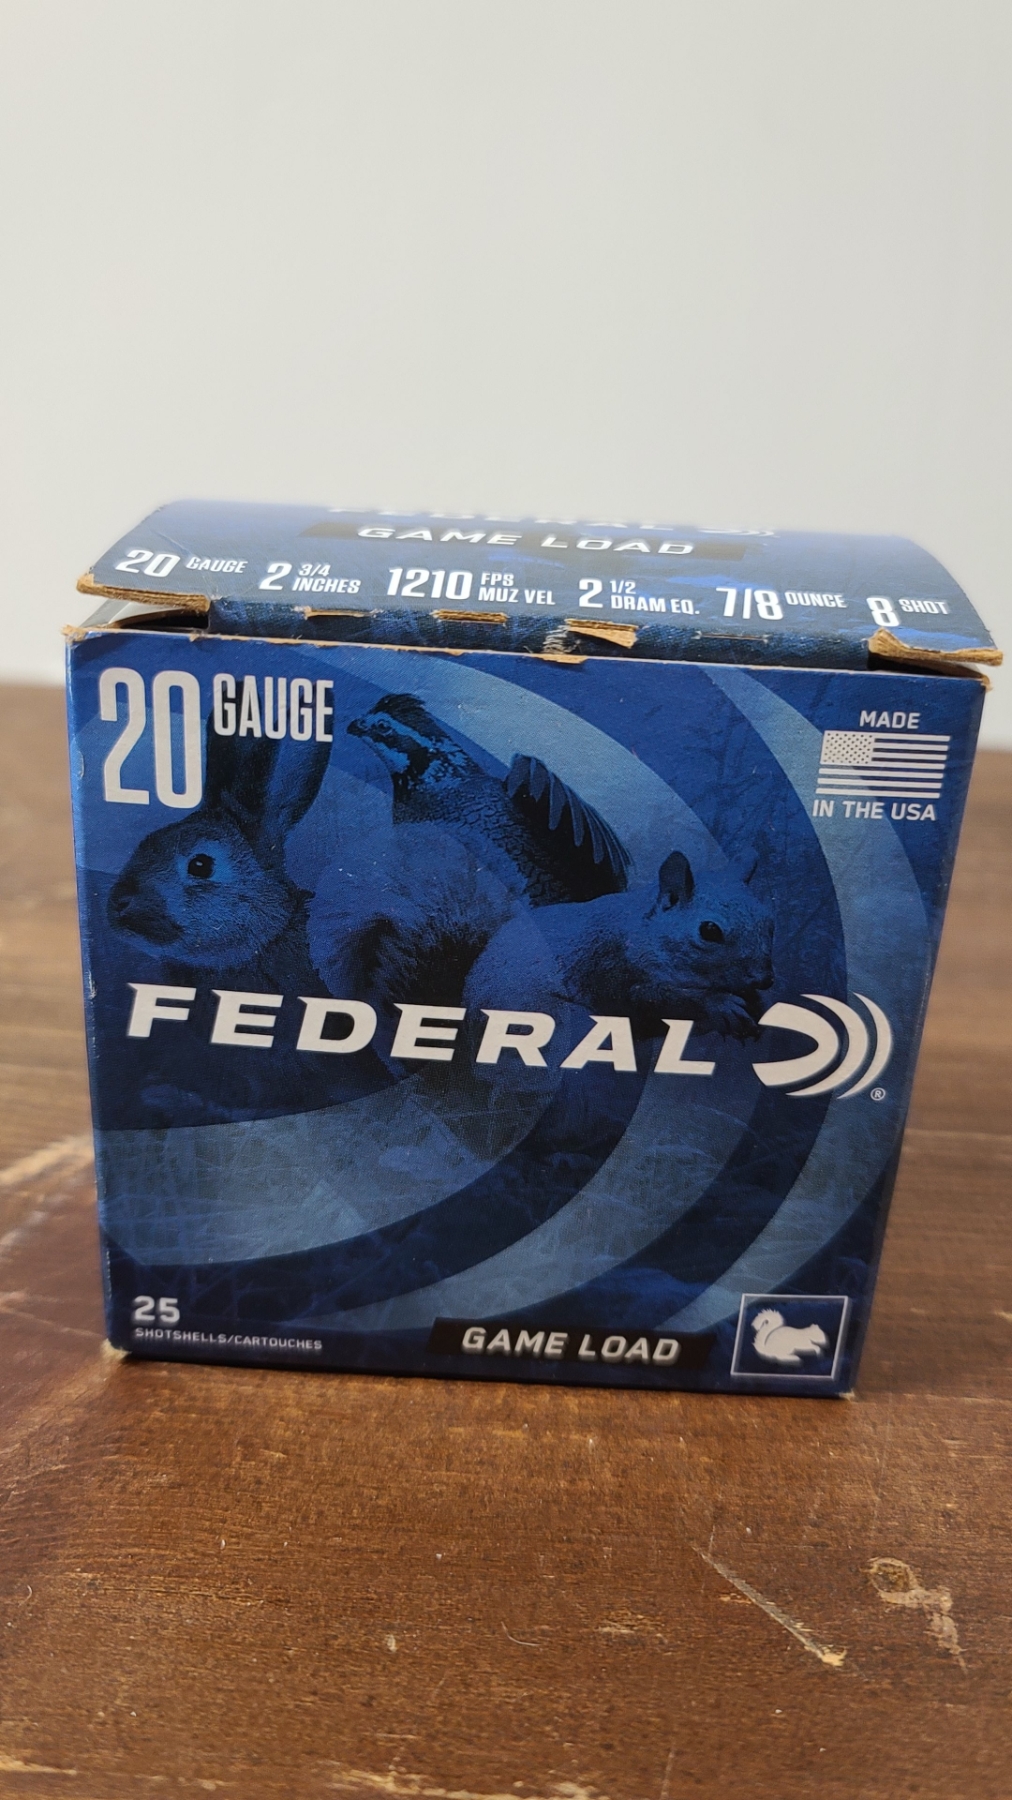 FEDERAL
GAME LOAD
20 GAUGE 2 3/4 INCHES 1210 FPS MUZ VEL 2 1/2 DRAM EQ. 7/8 OUNCE 8 SHOT
20 GAUGE
MADE
IN THE USA
FEDERAL ®
25
SHOTSHELLS/CARTOUCHES
GAME LOAD